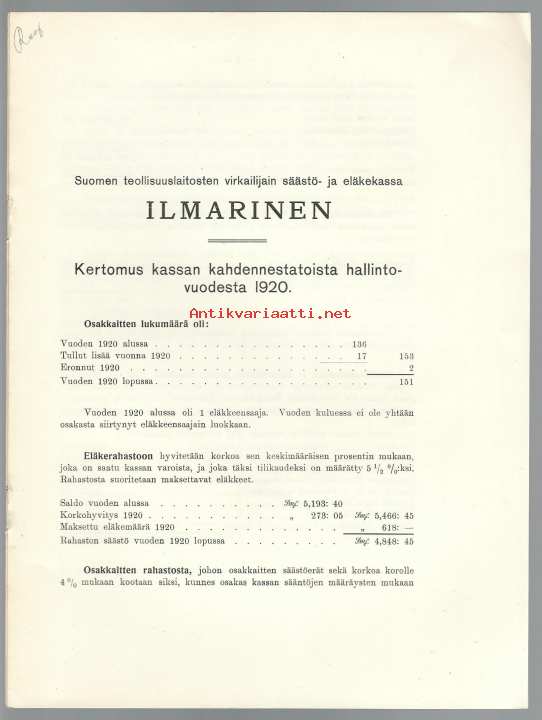 Suomen teollisuuslaitosten virkailijain säästö- ja eläkekassa
ILMARINEN
Kertomus kassan kahdennestatoista hallinto-
vuodesta 1920.
Antikvariaatti.net
Osakkaitten lukumäärä oli:
Vuoden 1920 alussa . . . . . . . . . . . . 136
Tullut lisää vuonna 1920 . . . . . . . . . . 17 153
Eronnut 1920 . . . . . . . . . . . . . . 2
Vuoden 1920 lopussa . . . . . . . . . . . . . 151
Vuoden 1920 alussa oli 1 eläkkeensaaja. Vuoden kuluessa ei ole yhtään
osakasta siirtynyt eläkkeensaajain luokkaan.
Eläkerahastoon hyvitetään korkoa sen keskimääräisen prosentin mukaan,
joka on saatu kassan varoista, ja joka täksi tilikaudeksi on määrätty 5 1/2 %:ksi.
Rahastosta suoritetaan maksettavat eläkkeet.
Saldo vuoden alussa . . . . . . . . . . Smf. 5,193: 40
Korkohyvitys 1920 . . . . . . . . . . . „ 273: 05 Smf. 5,466: 45
Maksettu eläkemäärä 1920 . . . . . . . . . . . . „ 618: —
Rahaston säästö vuoden 1920 lopussa . . . . . . . . . Smf. 4,848: 45
Osakkaitten rahastosta, johon osakkaitten säästöerät sekä korkoa korolle
4 % mukaan kootaan siksi, kunnes osakas kassan sääntöjen määräysten mukaan